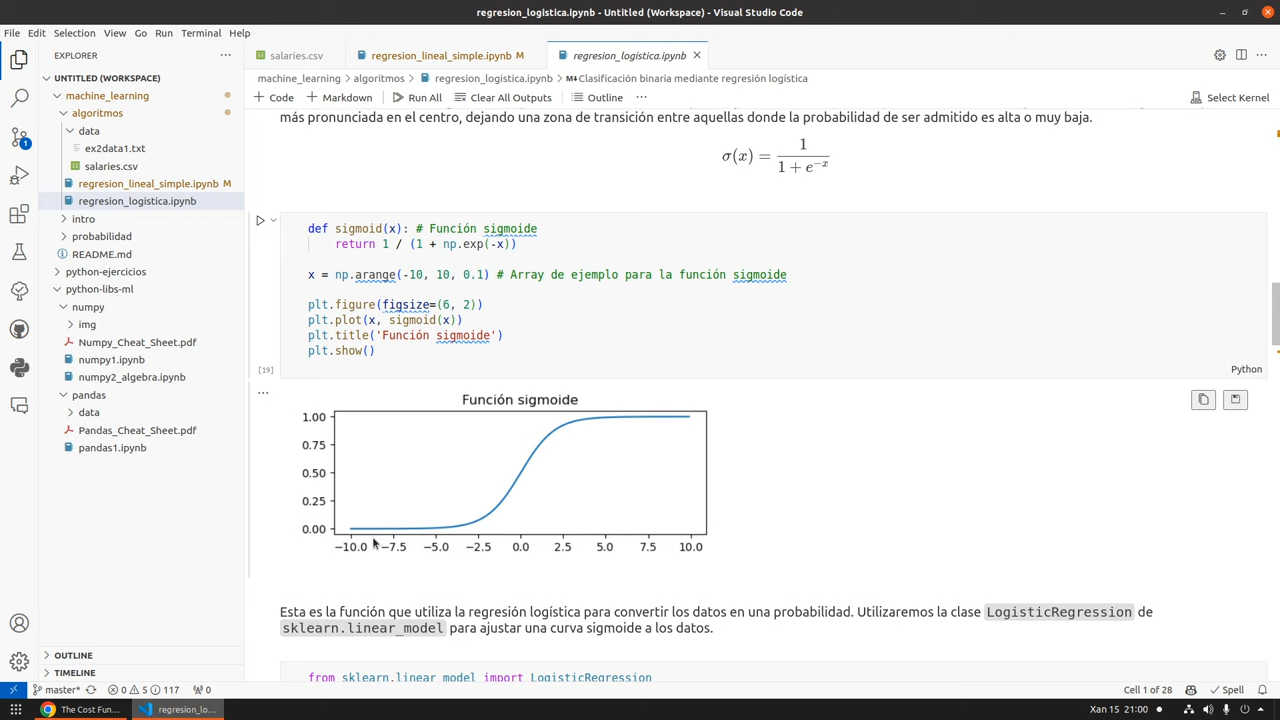 regresion_logistica.ipynb - Untitled (Workspace) - Visual Studio Code
File Edit Selection View Go Run Terminal Help
EXPLORER
UNTITLED (WORKSPACE)
machine_learning
algoritmos
data
ex2data1.txt
salaries.csv
regresion_lineal_simple.ipynb M
regresion_logistica.ipynb
intro
probabilidad
README.md
python-ejercicios
python-libs-ml
numpy
img
Numpy_Cheat_Sheet.pdf
numpy1.ipynb
numpy2_algebra.ipynb
pandas
data
Pandas_Cheat_Sheet.pdf
pandas1.ipynb
OUTLINE
TIMELINE
salaries.csv regresion_lineal_simple.ipynb M regresion_logistica.ipynb
machine_learning > algoritmos > regresion_logistica.ipynb > M↓Clasificación binaria mediante regresión logística
+ Code + Markdown Run All Clear All Outputs Outline ··· Select Kernel
más pronunciada en el centro, dejando una zona de transición entre aquellas donde la probabilidad de ser admitido es alta o muy baja.
σ(x) = 1 / (1 + e^{−x})
def sigmoid(x): # Función sigmoide
return 1 / (1 + np.exp(-x))
x = np.arange(-10, 10, 0.1) # Array de ejemplo para la función sigmoide
plt.figure(figsize=(6, 2))
plt.plot(x, sigmoid(x))
plt.title('Función sigmoide')
plt.show()
[19] Python
Función sigmoide
1.00
0.75
0.50
0.25
0.00
−10.0 −7.5 −5.0 −2.5 0.0 2.5 5.0 7.5 10.0
Esta es la función que utiliza la regresión logística para convertir los datos en una probabilidad. Utilizaremos la clase LogisticRegression de
sklearn.linear_model para ajustar una curva sigmoide a los datos.
from sklearn.linear_model import LogisticRegression
1
master* 0 5 117 0 Cell 1 of 28 Spell
The Cost Fun... regresion_lo... Xan 15 21:00